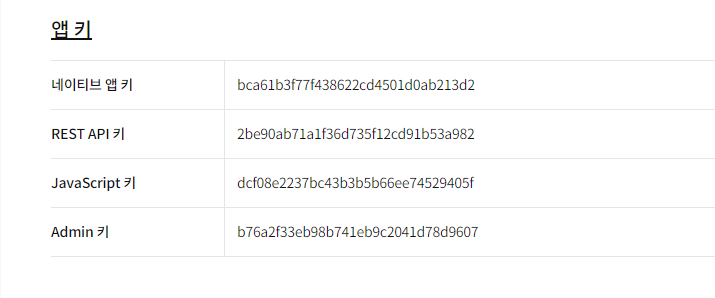 앱 키
네이티브 앱 키 bca61b3f77f438622cd4501d0ab213d2
REST API 키 2be90ab71a1f36d735f12cd91b53a982
JavaScript 키 dcf08e2237bc43b3b5b66ee74529405f
Admin 키 b76a2f33eb98b741eb9c2041d78d9607